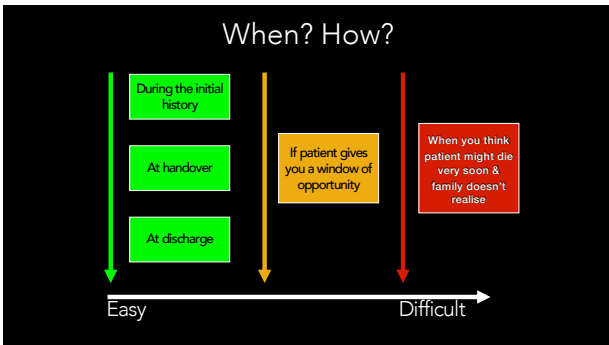 When? How?
During the initial
history
At handover
At discharge
If patient gives
you a window of
opportunity
When you think
patient might die
very soon &
family doesn't
realise
Easy
Difficult